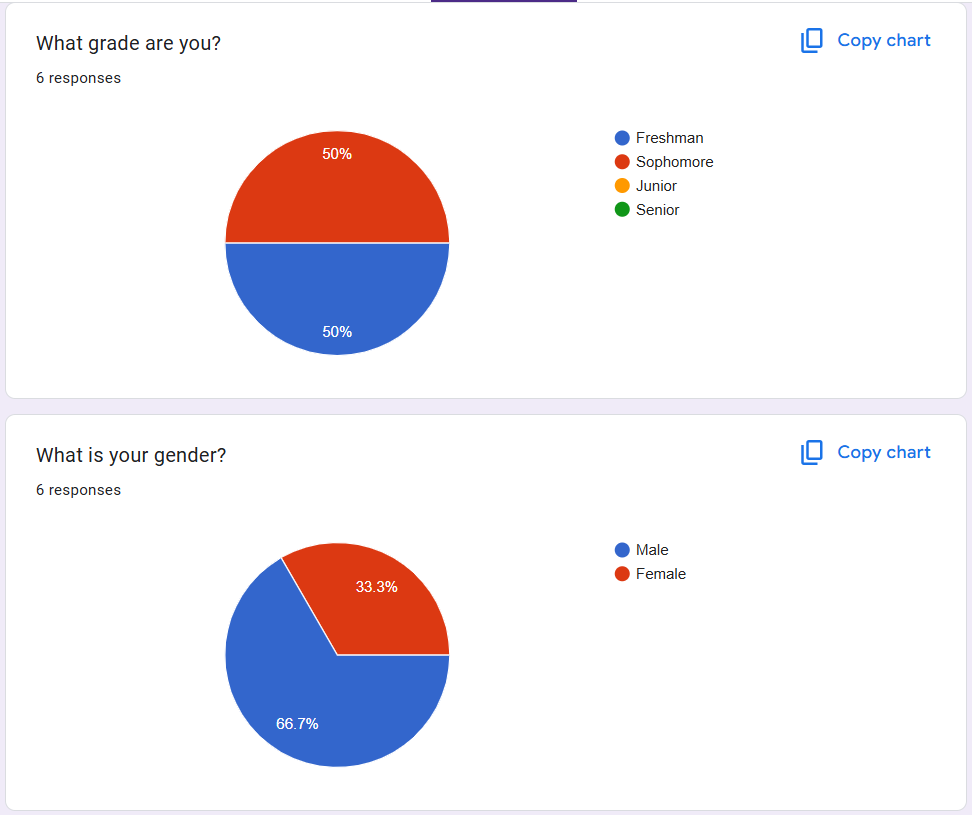 What grade are you?
Copy chart
6 responses
50%
50%
Freshman
Sophomore
Junior
Senior
What is your gender?
Copy chart
6 responses
33.3%
66.7%
Male
Female